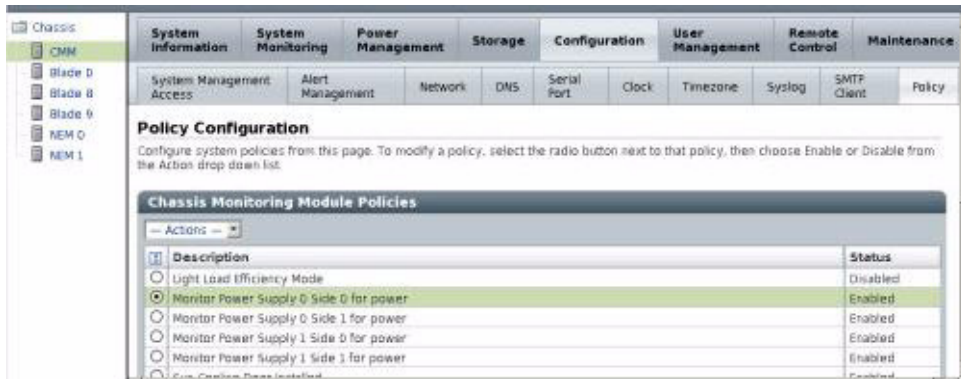 Chassis
CMM
Blade 0
Blade 8
Blade 9
NEM 0
NEM 1
System Information
System Monitoring
Power Management
Storage
Configuration
User Management
Remote Control
Maintenance
System Management Access
Alert Management
Network
DNS
Serial Port
Clock
Timezone
Syslog
SMTP Client
Policy
Policy Configuration
Configure system policies from this page. To modify a policy, select the radio button next to that policy, then choose Enable or Disable from
the Action drop down list.
Chassis Monitoring Module Policies
— Actions —
Description Status
Light Load Efficiency Mode Disabled
Monitor Power Supply 0 Side 0 for power Enabled
Monitor Power Supply 0 Side 1 for power Enabled
Monitor Power Supply 1 Side 0 for power Enabled
Monitor Power Supply 1 Side 1 for power Enabled